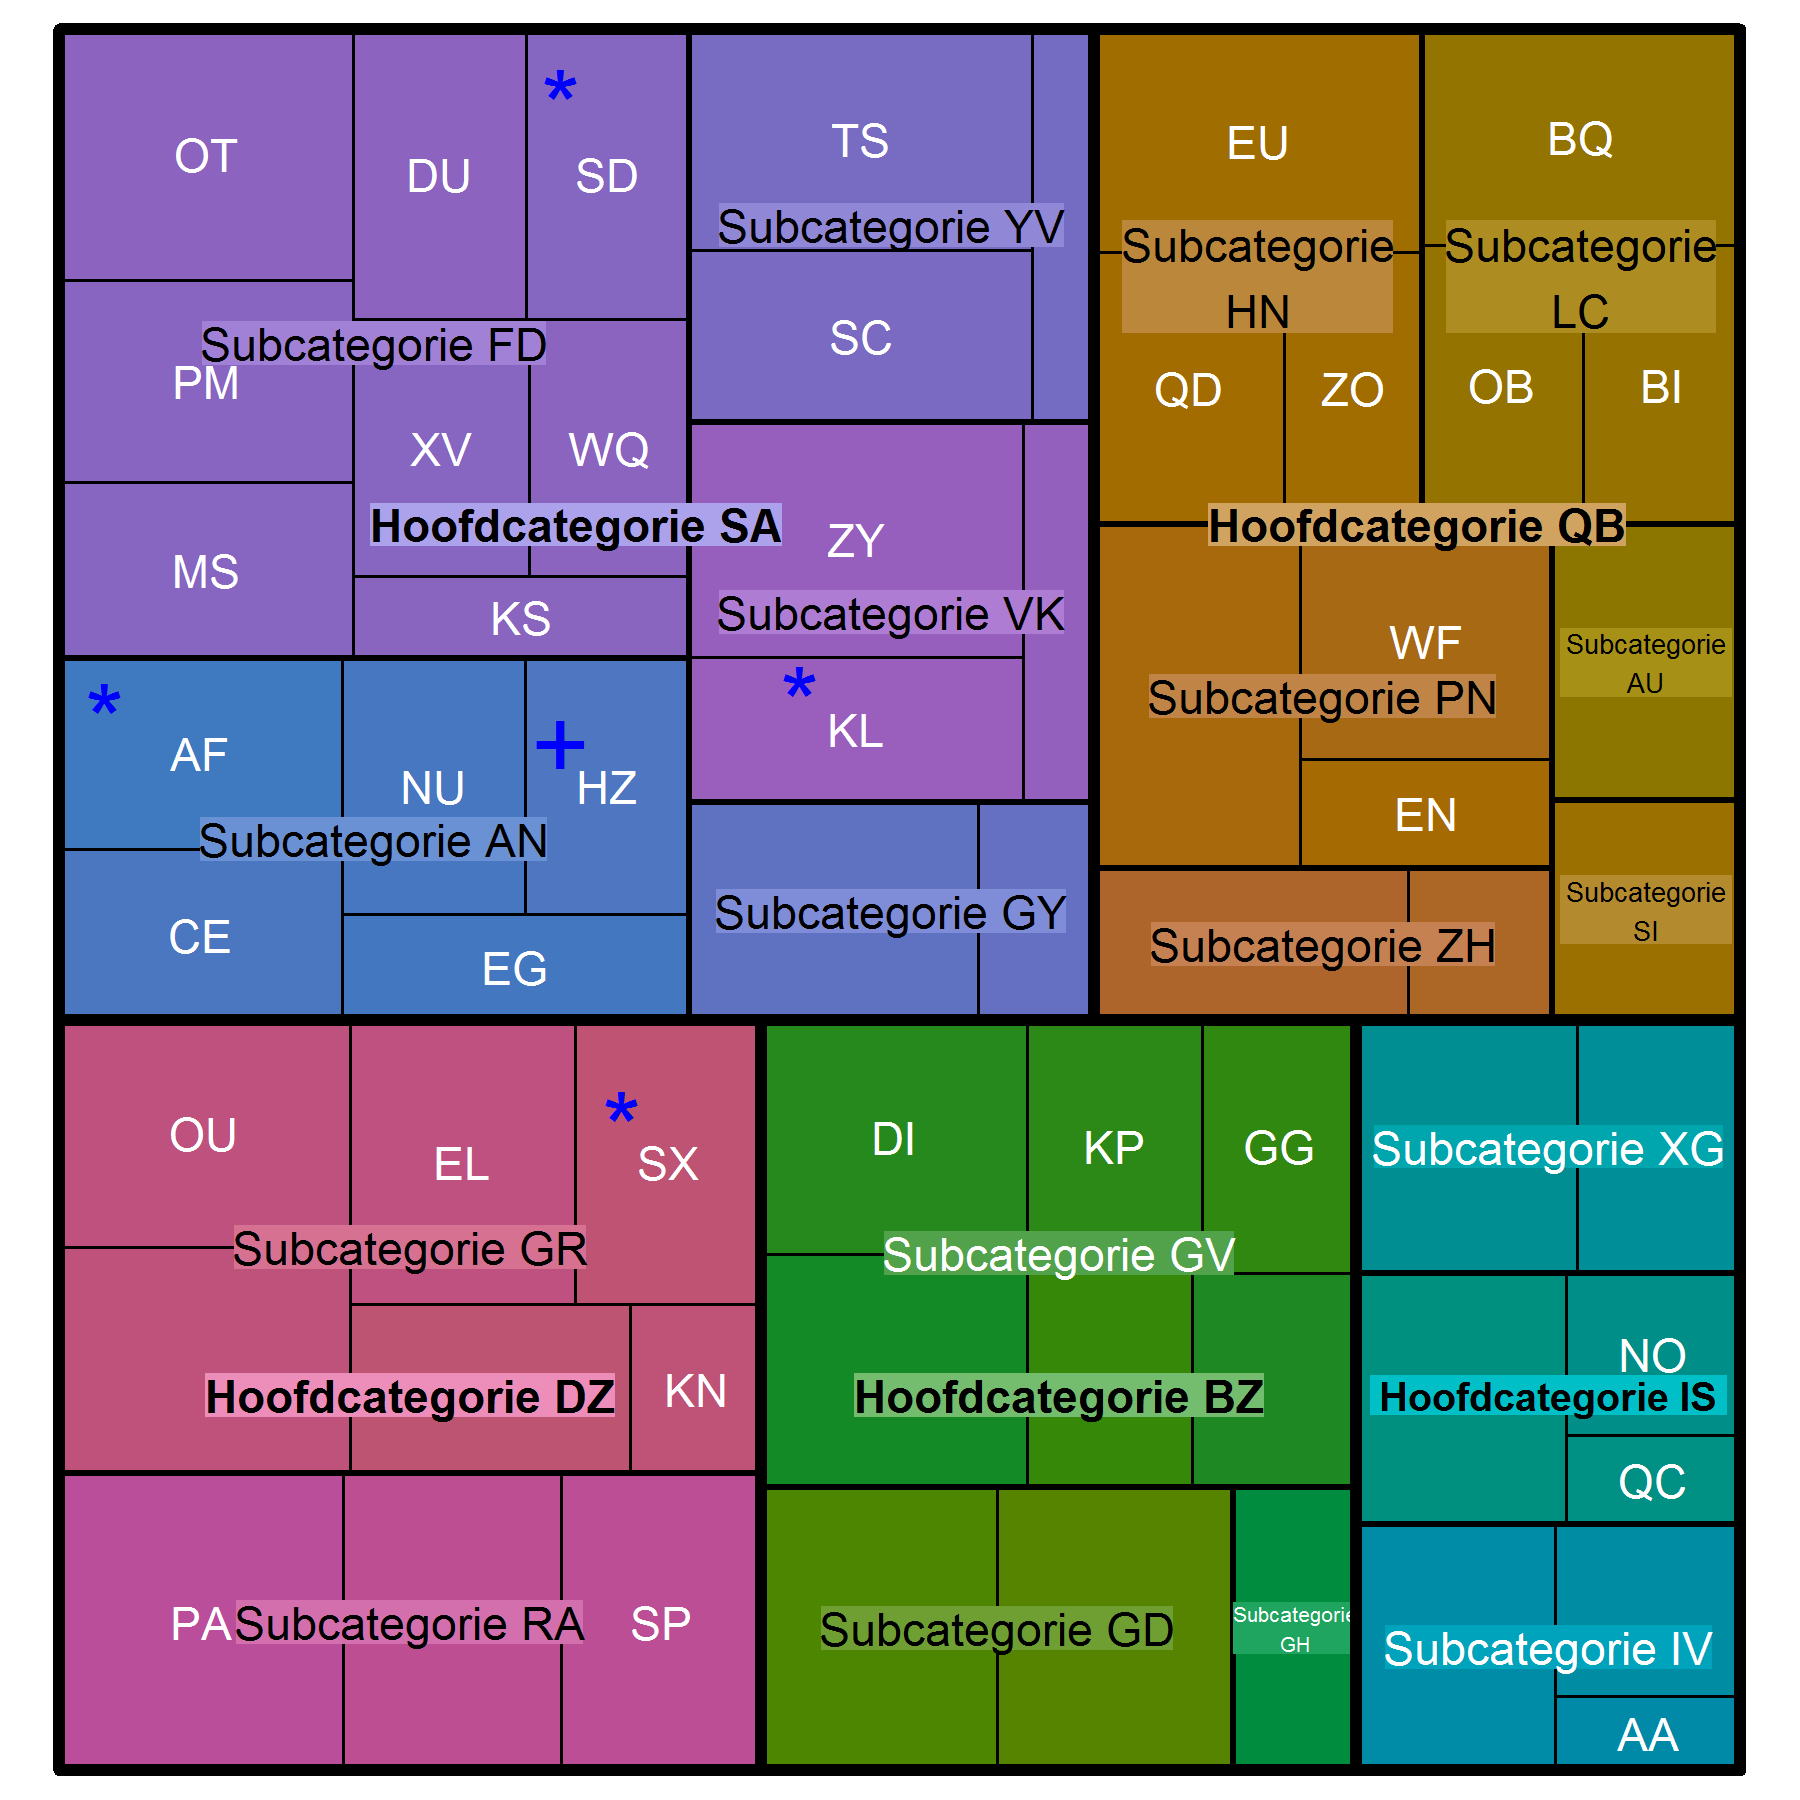 OT
DU
*
SD
TS
EU
BQ
Subcategorie YV
Subcategorie
HN
Subcategorie
LC
PM
Subcategorie FD
SC
QD
ZO
OB
BI
XV
WQ
MS
Hoofdcategorie SA
ZY
Hoofdcategorie QB
KS
Subcategorie VK
WF
Subcategorie
AU
*
AF
NU
+
HZ
*
KL
Subcategorie PN
Subcategorie AN
EN
CE
EG
Subcategorie GY
Subcategorie ZH
Subcategorie
SI
OU
EL
*
SX
DI
KP
GG
Subcategorie XG
Subcategorie GR
Subcategorie GV
NO
Hoofdcategorie DZ
KN
Hoofdcategorie BZ
Hoofdcategorie IS
QC
PA
Subcategorie RA
SP
Subcategorie GD
Subcategorie
GH
Subcategorie IV
AA